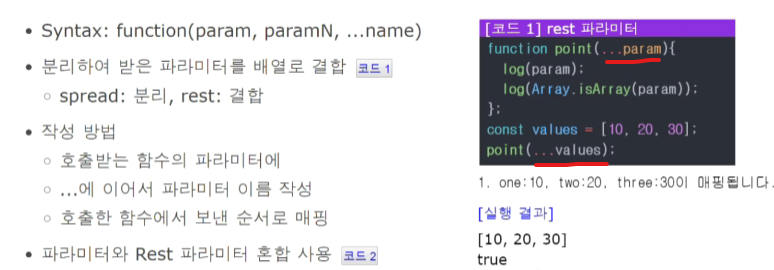 • Syntax: function(param, paramN, ...name)
• 분리하여 받은 파라미터를 배열로 결합 코드 1
○ spread: 분리, rest: 결합
• 작성 방법
○ 호출받는 함수의 파라미터에
○ ...에 이어서 파라미터 이름 작성
○ 호출한 함수에서 보낸 순서로 매핑
• 파라미터와 Rest 파라미터 혼합 사용 코드 2
[코드 1] rest 파라미터
function point(...param){
log(param);
log(Array.isArray(param));
};
const values = [10, 20, 30];
point(...values);
1. one:10, two:20, three:30이 매핑됩니다.
[실행 결과]
[10, 20, 30]
true